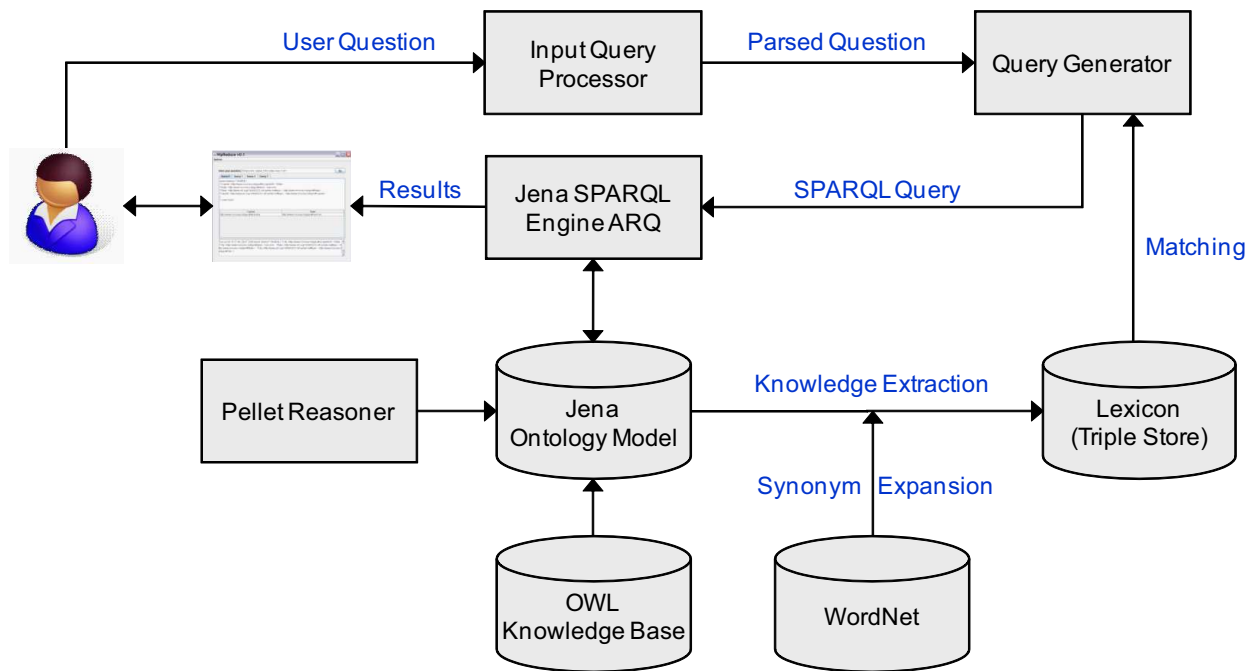 User Question
Input Query
Processor
Parsed Question
Query Generator
Results
Jena SPARQL
Engine ARQ
SPARQL Query
Matching
Pellet Reasoner
Jena
Ontology Model
Knowledge Extraction
Lexicon
(Triple Store)
Synonym Expansion
OWL
Knowledge Base
WordNet